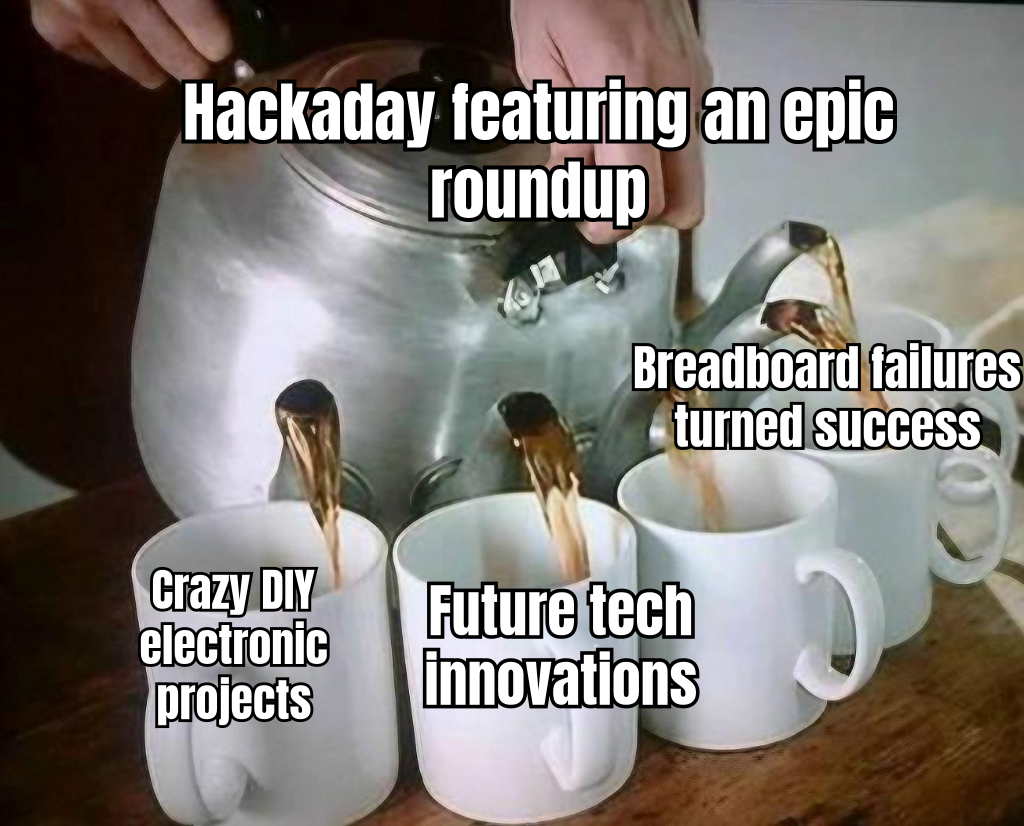 Hackaday featuring an epic
roundup
Breadboard failures
turned success
Crazy DIY
electronic
projects
Future tech
innovations